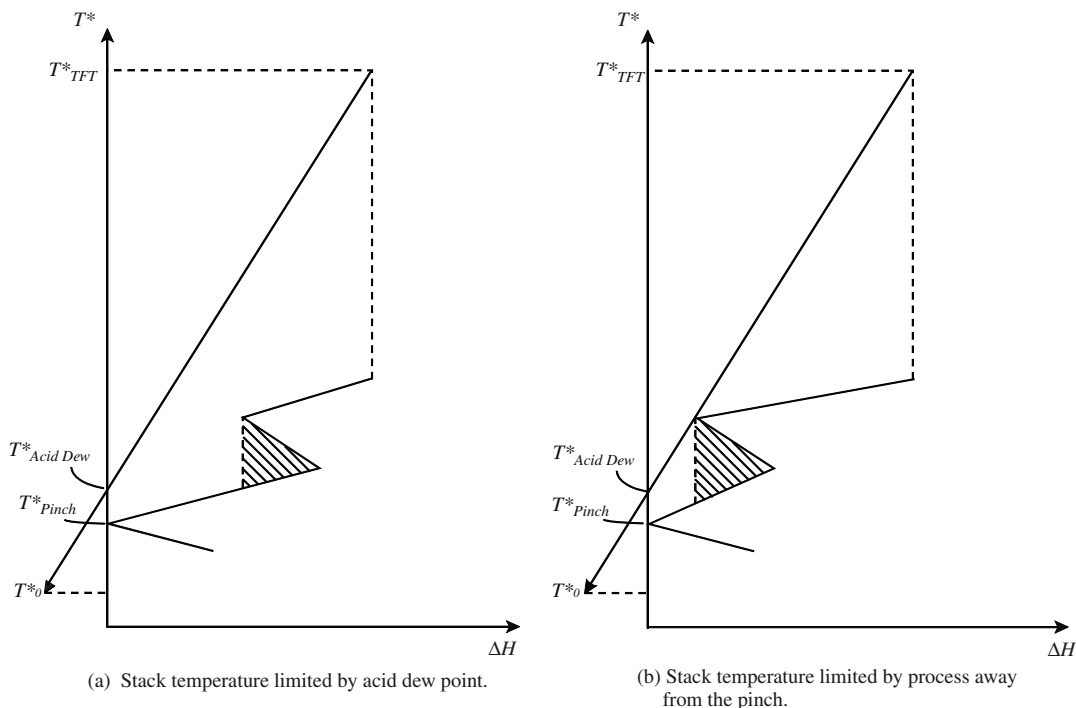 T*
T*TFT
T*Acid Dew
T*Pinch
T*0
ΔH
(a) Stack temperature limited by acid dew point.
T*
T*TFT
T*Acid Dew
T*Pinch
T*0
ΔH
(b) Stack temperature limited by process away
from the pinch.